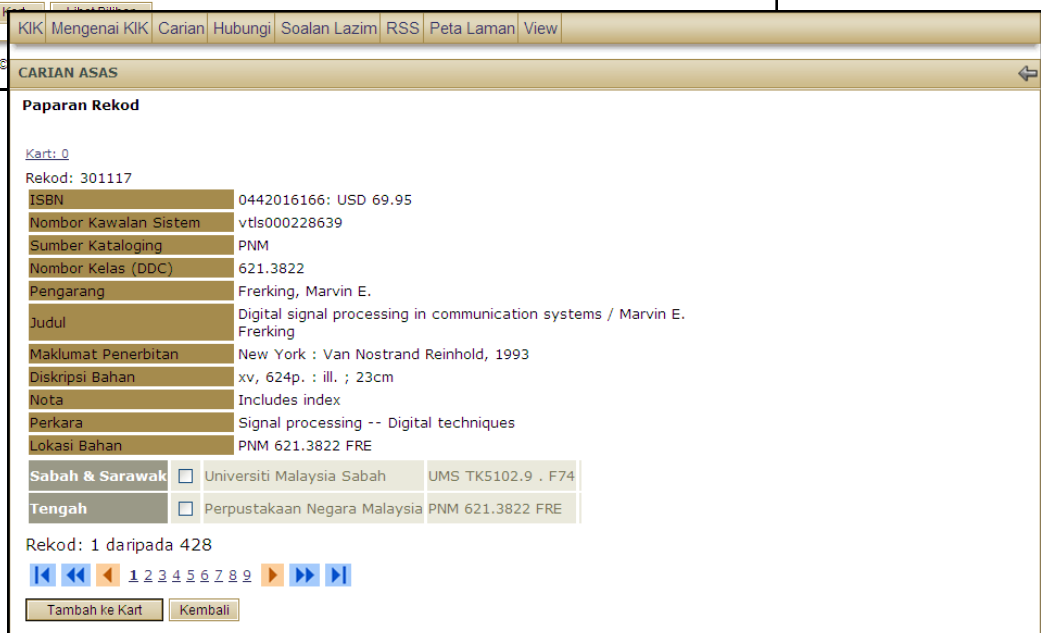 KIK Mengenai KIK Carian Hubungi Soalan Lazim RSS Peta Laman View
©
CARIAN ASAS
Paparan Rekod
Kart: 0
Rekod: 301117
ISBN 0442016166: USD 69.95
Nombor Kawalan Sistem vtls000228639
Sumber Kataloging PNM
Nombor Kelas (DDC) 621.3822
Pengarang Frerking, Marvin E.
Judul Digital signal processing in communication systems / Marvin E.
Frerking
Maklumat Penerbitan New York : Van Nostrand Reinhold, 1993
Diskripsi Bahan xv, 624p. : ill. ; 23cm
Nota Includes index
Perkara Signal processing -- Digital techniques
Lokasi Bahan PNM 621.3822 FRE
Sabah & Sarawak Universiti Malaysia Sabah UMS TK5102.9 . F74
Tengah Perpustakaan Negara Malaysia PNM 621.3822 FRE
Rekod: 1 daripada 428
1 2 3 4 5 6 7 8 9
Tambah ke Kart Kembali